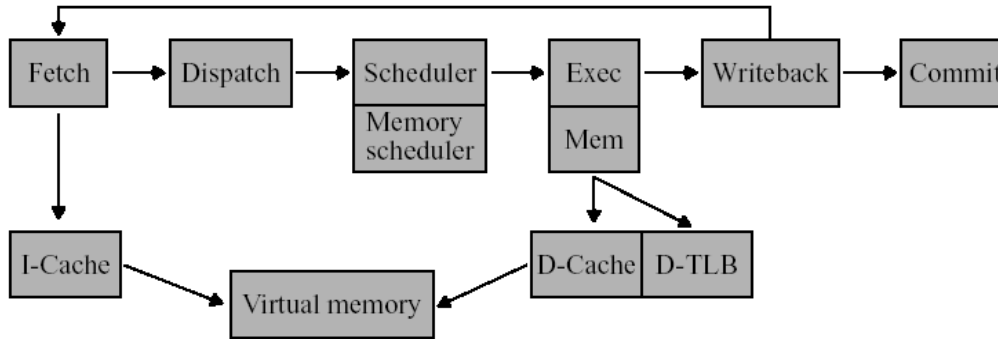 Fetch
Dispatch
Scheduler
Exec
Writeback
Commit
Memory
scheduler
Mem
I-Cache
D-Cache
D-TLB
Virtual memory